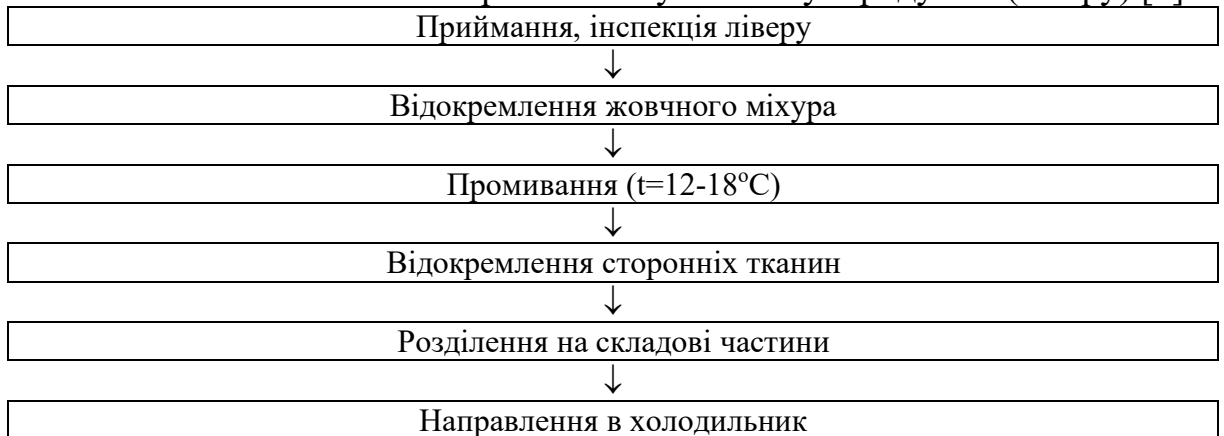 Приймання, інспекція ліверу
↓
Відокремлення жовчного міхура
↓
Промивання (t=12-18ºС)
↓
Відокремлення сторонніх тканин
↓
Розділення на складові частини
↓
Направлення в холодильник